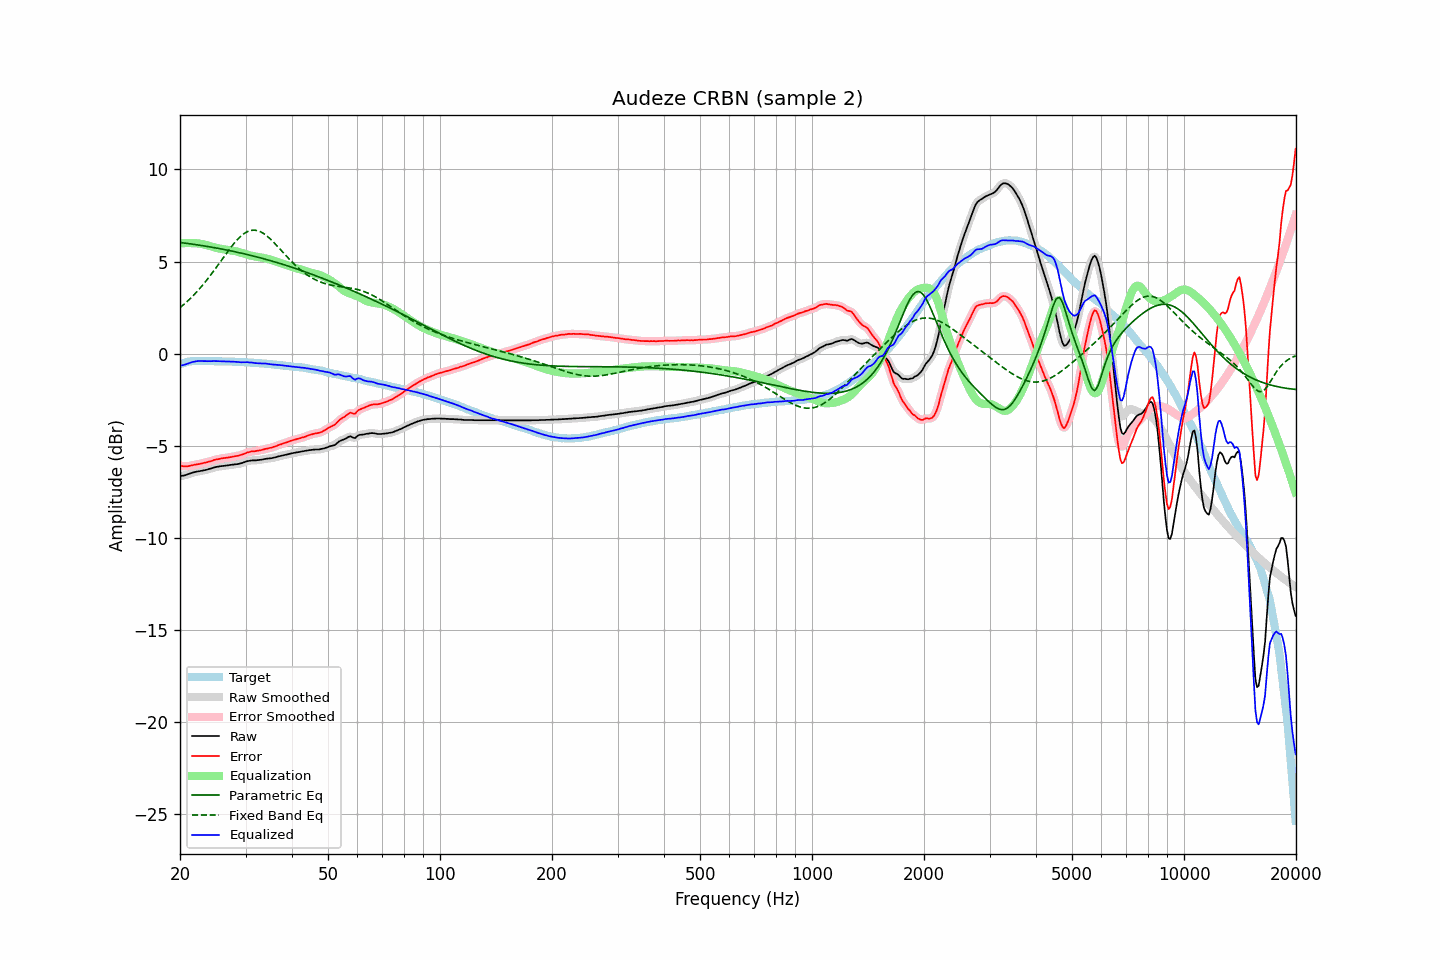 Audeze CRBN (sample 2)
Amplitude (dBr)
10
5
0
−5
−10
−15
−20
−25
Target
Raw Smoothed
Error Smoothed
Raw
Error
Equalization
Parametric Eq
Fixed Band Eq
Equalized
20 50 100 200 500 1000 2000 5000 10000 20000
Frequency (Hz)